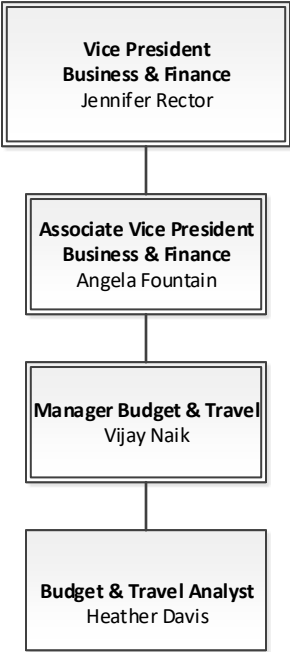 Vice President
Business & Finance
Jennifer Rector
Associate Vice President
Business & Finance
Angela Fountain
Manager Budget & Travel
Vijay Naik
Budget & Travel Analyst
Heather Davis